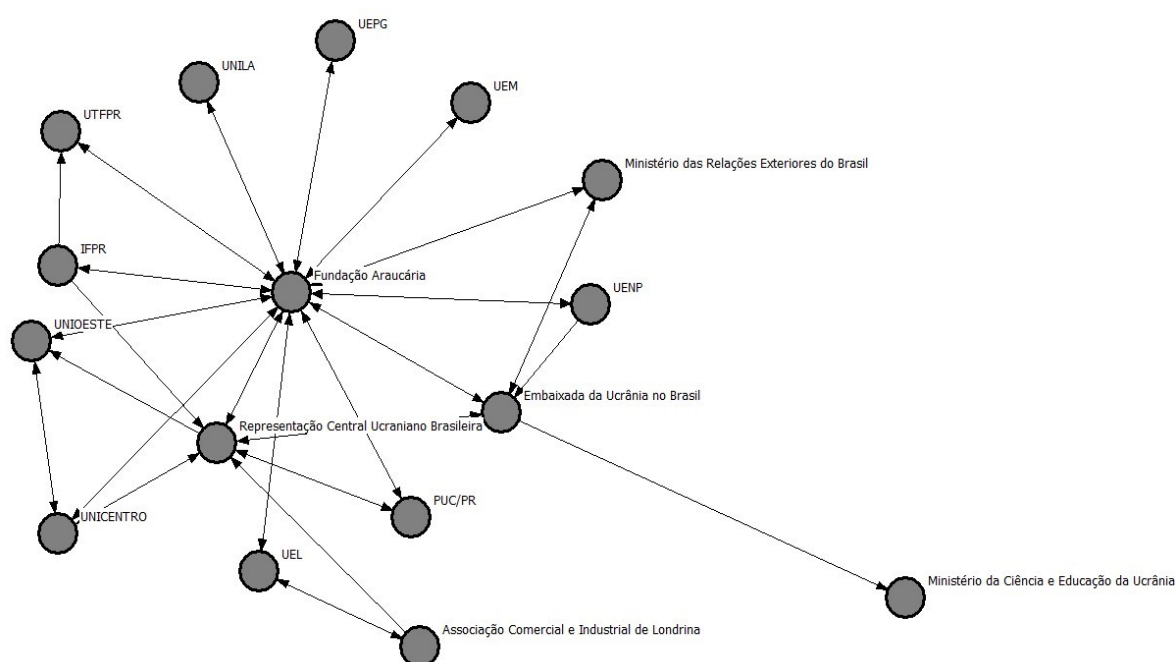 UEPG
UNILA
UEM
UTFPR
Ministério das Relações Exteriores do Brasil
IFPR
Fundação Araucária
UENP
UNIOESTE
Embaixada da Ucrânia no Brasil
Representação Central Ucraniano Brasileira
PUC/PR
UNICENTRO
UEL
Ministério da Ciência e Educação da Ucrânia
Associação Comercial e Industrial de Londrina